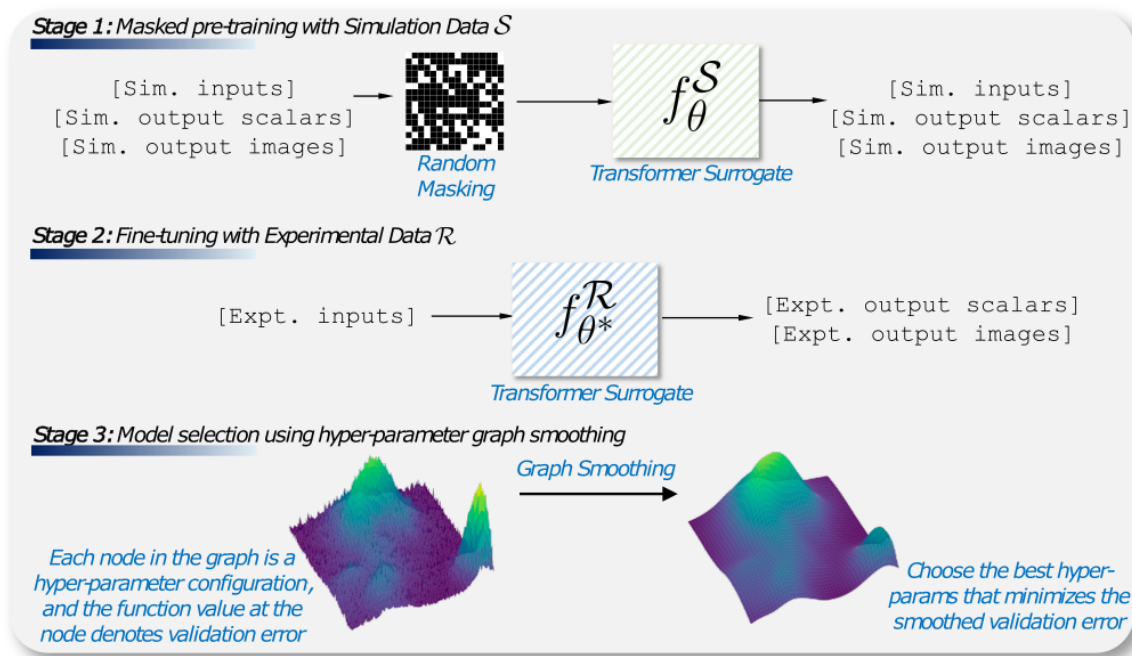 Stage 1: Masked pre-training with Simulation Data 𝒮
[Sim. inputs]
[Sim. output scalars]
[Sim. output images]
Random
Masking
f_θ^𝒮
Transformer Surrogate
[Sim. inputs]
[Sim. output scalars]
[Sim. output images]
Stage 2: Fine-tuning with Experimental Data ℛ
[Expt. inputs]
f_θ*^ℛ
Transformer Surrogate
[Expt. output scalars]
[Expt. output images]
Stage 3: Model selection using hyper-parameter graph smoothing
Graph Smoothing
Each node in the graph is a
hyper-parameter configuration,
and the function value at the
node denotes validation error
Choose the best hyper-
params that minimizes the
smoothed validation error